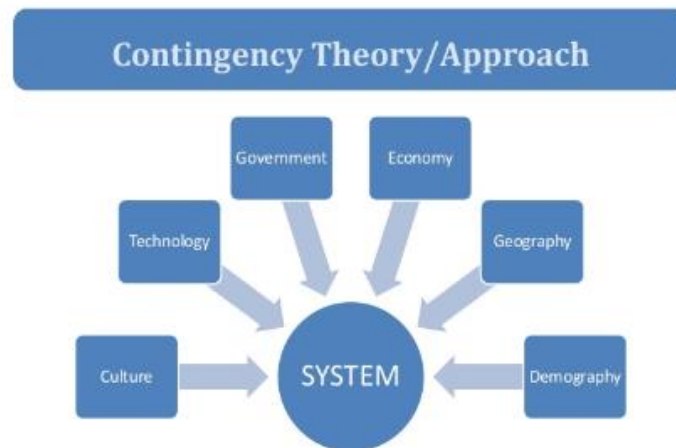 Contingency Theory/Approach
Government
Economy
Technology
Geography
Culture
SYSTEM
Demography